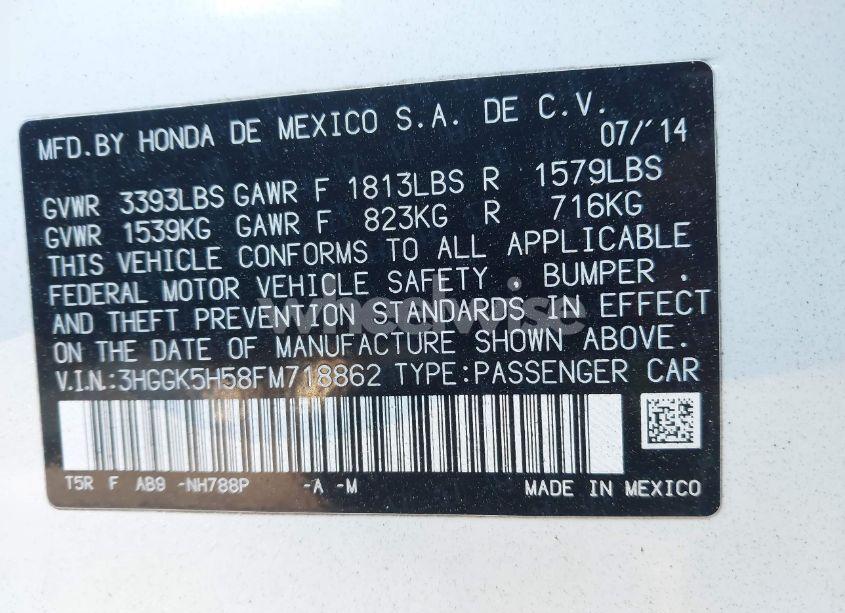 MFD.BY HONDA DE MEXICO S.A. DE C.V.
07/'14
GVWR 3393LBS GAWR F 1813LBS R 1579LBS
GVWR 1539KG GAWR F 823KG R 716KG
THIS VEHICLE CONFORMS TO ALL APPLICABLE
FEDERAL MOTOR VEHICLE SAFETY , BUMPER ,
AND THEFT PREVENTION STANDARDS IN EFFECT
ON THE DATE OF MANUFACTURE SHOWN ABOVE.
V.I.N:3HGGK5H58FM718862 TYPE:PASSENGER CAR
T5R F AB9 -NH788P -A -M MADE IN MEXICO
wheelwise